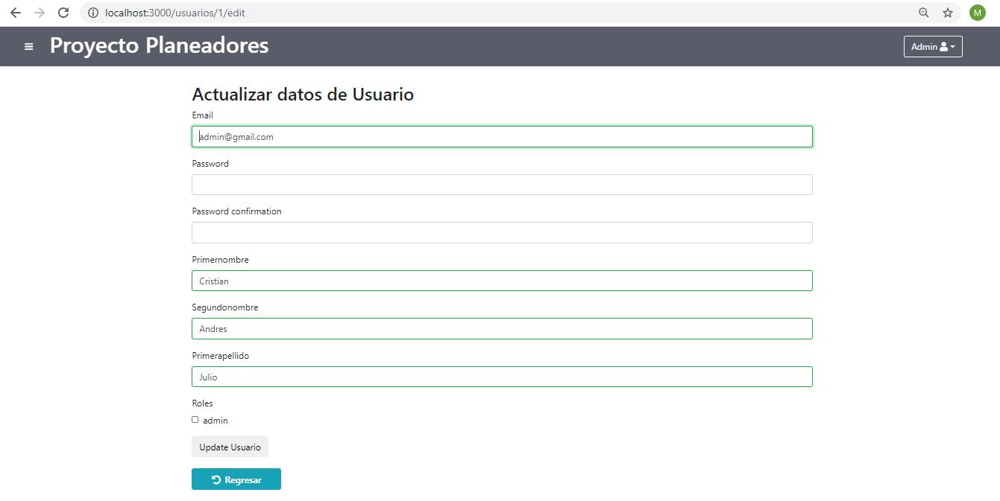 localhost:3000/usuarios/1/edit
M
Proyecto Planeadores
Admin
Actualizar datos de Usuario
Email
admin@gmail.com
Password
Password confirmation
Primernombre
Cristian
Segundonombre
Andres
Primerapellido
Julio
Roles
admin
Update Usuario
Regresar